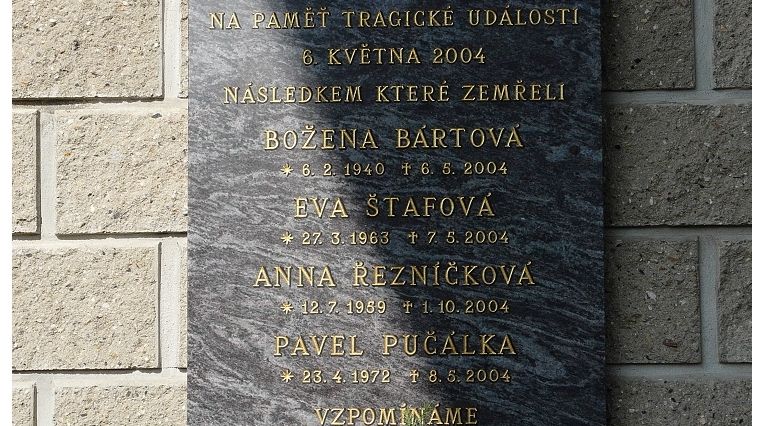 NA PAMĚŤ TRAGICKÉ UDÁLOSTI
6. KVĚTNA 2004
NÁSLEDKEM KTERÉ ZEMŘELI
BOŽENA BÁRTOVÁ
* 6. 2. 1940 † 6. 5. 2004
EVA ŠTAFOVÁ
* 27. 3. 1963 † 7. 5. 2004
ANNA ŘEZNÍČKOVÁ
* 12. 7. 1959 † 1. 10. 2004
PAVEL PUČÁLKA
* 23. 4. 1972 † 8. 5. 2004
VZPOMÍNÁME